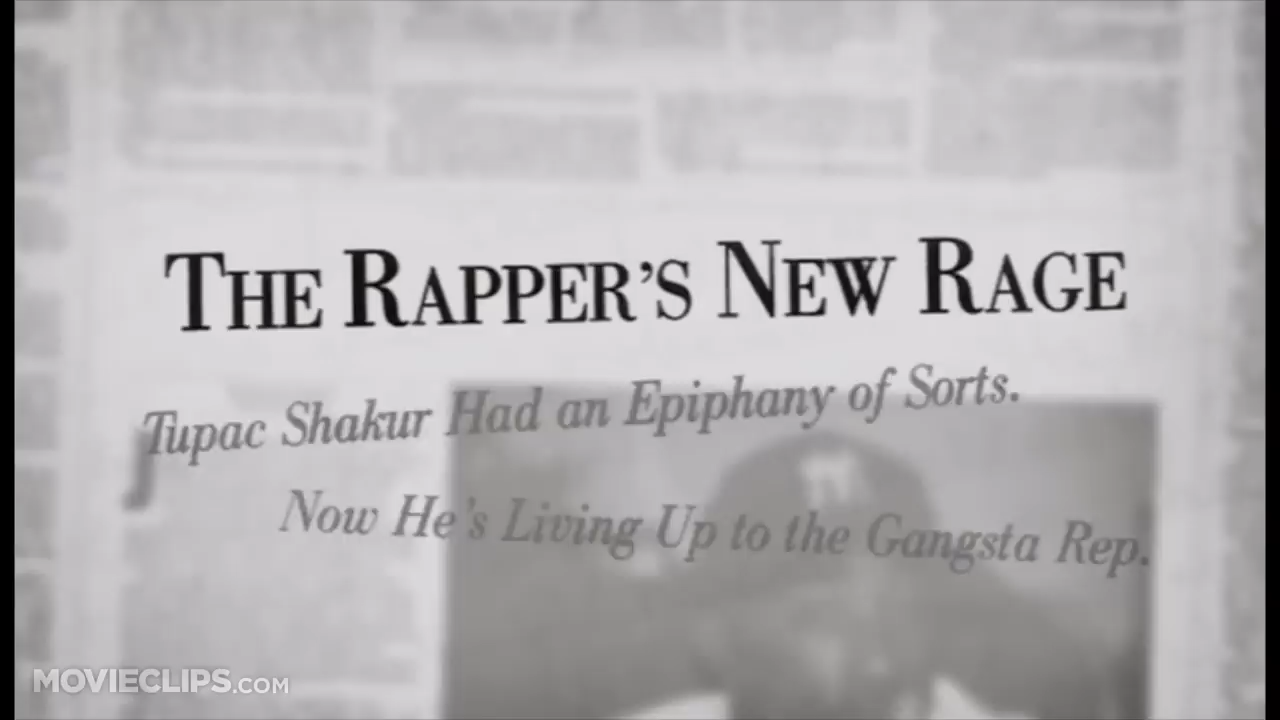 THE RAPPER'S NEW RAGE
Tupac Shakur Had an Epiphany of Sorts.
Now He's Living Up to the Gangsta Rep.
MOVIECLIPS.COM